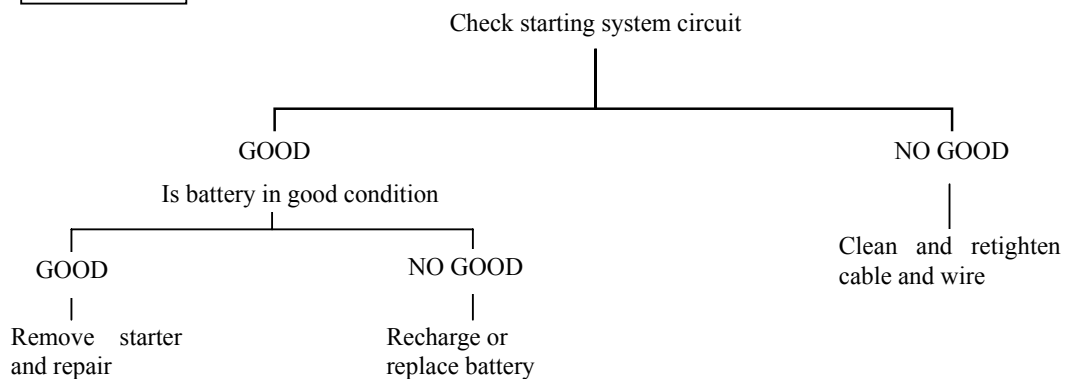 Check starting system circuit
GOOD
NO GOOD
Is battery in good condition
Clean and retighten
cable and wire
GOOD
NO GOOD
Remove starter
and repair
Recharge or
replace battery